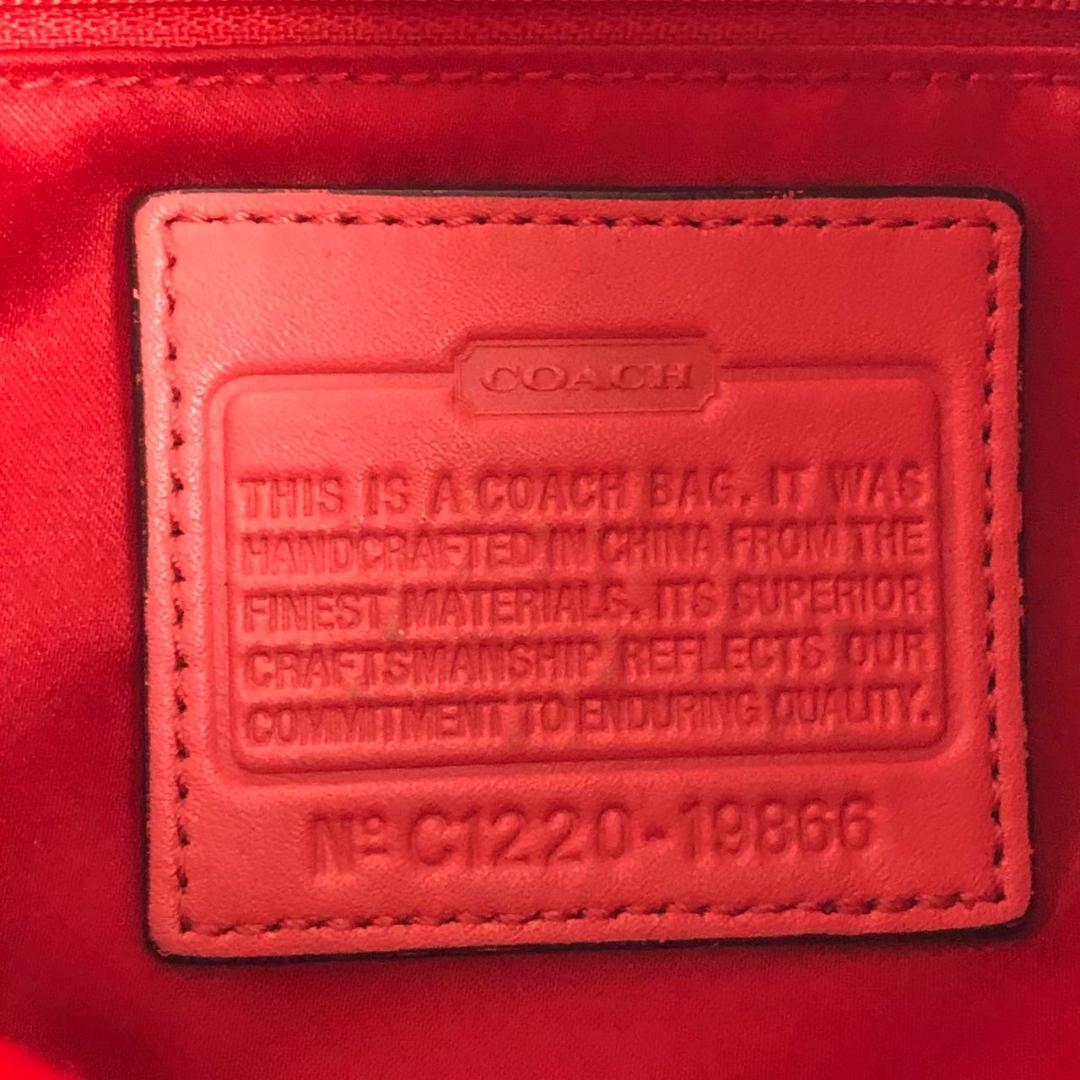 COACH
THIS IS A COACH BAG. IT WAS
HANDCRAFTED IN CHINA FROM THE
FINEST MATERIALS. ITS SUPERIOR
CRAFTSMANSHIP REFLECTS OUR
COMMITMENT TO ENDURING QUALITY.
Nº C1220-19866